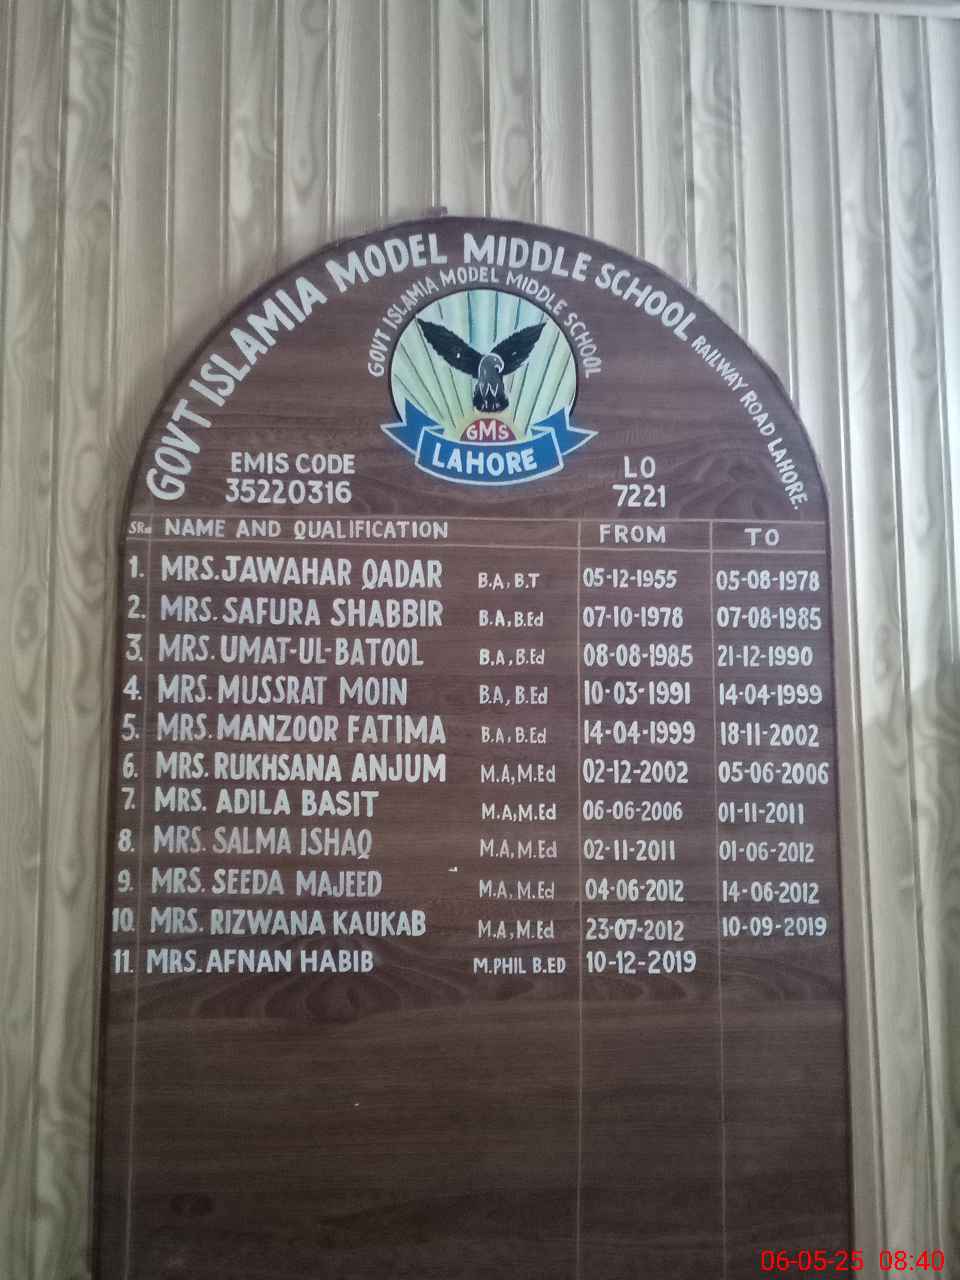 GOVT ISLAMIA MODEL MIDDLE SCHOOL RAILWAY ROAD LAHORE.
GOVT ISLAMIA MODEL MIDDLE SCHOOL
GMS
LAHORE
EMIS CODE
35220316
LO
7221
SR# NAME AND QUALIFICATION FROM TO
1. MRS. JAWAHAR QADAR B.A, B.T 05-12-1955 05-08-1978
2. MRS. SAFURA SHABBIR B.A, B.Ed 07-10-1978 07-08-1985
3. MRS. UMAT-UL-BATOOL B.A, B.Ed 08-08-1985 21-12-1990
4. MRS. MUSSRAT MOIN B.A, B.Ed 10-03-1991 14-04-1999
5. MRS. MANZOOR FATIMA B.A, B.Ed 14-04-1999 18-11-2002
6. MRS. RUKHSANA ANJUM M.A, M.Ed 02-12-2002 05-06-2006
7. MRS. ADILA BASIT M.A, M.Ed 06-06-2006 01-11-2011
8. MRS. SALMA ISHAQ M.A, M.Ed 02-11-2011 01-06-2012
9. MRS. SEEDA MAJEED M.A, M.Ed 04-06-2012 14-06-2012
10. MRS. RIZWANA KAUKAB M.A, M.Ed 23-07-2012 10-09-2019
11. MRS. AFNAN HABIB M.PHIL B.ED 10-12-2019
06-05-25 08:40